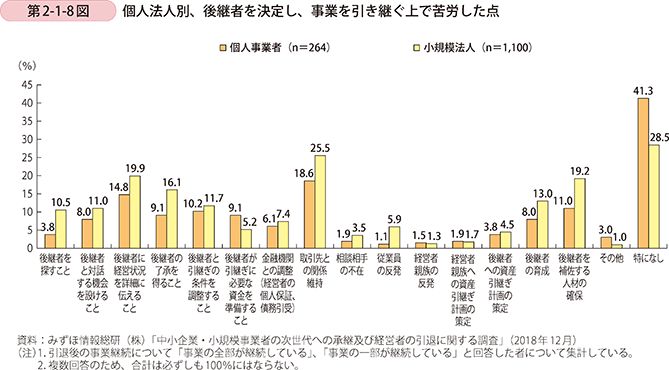 第2-1-8図 個人法人別、後継者を決定し、事業を引き継ぐ上で苦労した点
個人事業者（n＝264） 小規模法人（n＝1,100）
(%)
45
40
35
30
25
20
15
10
5
0
3.8 10.5 8.0 11.0 14.8 19.9 9.1 16.1 10.2 11.7 9.1 5.2 6.1 7.4 18.6 25.5 1.9 3.5 1.1 5.9 1.5 1.3 1.9 1.7 3.8 4.5 8.0 13.0 11.0 19.2 3.0 1.0 41.3 28.5
後継者を
探すこと
後継者
と対話
する機会
を設ける
こと
後継者に
経営状況
を詳細に
伝える
こと
後継者の
了承を
得ること
後継者と
引継ぎの
条件を
調整する
こと
後継者が
引継ぎに
必要な
資金を
準備する
こと
金融機関
との調整
（経営者の
個人保証、
債務引受）
取引先と
の関係
維持
相談相手
の不在
従業員
の反発
経営者
親族の
反発
経営者
親族への
資産
引継ぎ
計画の
策定
後継者
への資産
引継ぎ
計画の
策定
後継者
の育成
後継者
を補佐
する
人材の
確保
その他
特になし
資料：みずほ情報総研（株）「中小企業・小規模事業者の次世代への承継及び経営者の引退に関する調査」（2018年12月）
（注）1. 引退後の事業継続について「事業の全部が継続している」、「事業の一部が継続している」と回答した者について集計している。
2. 複数回答のため、合計は必ずしも100％にはならない。